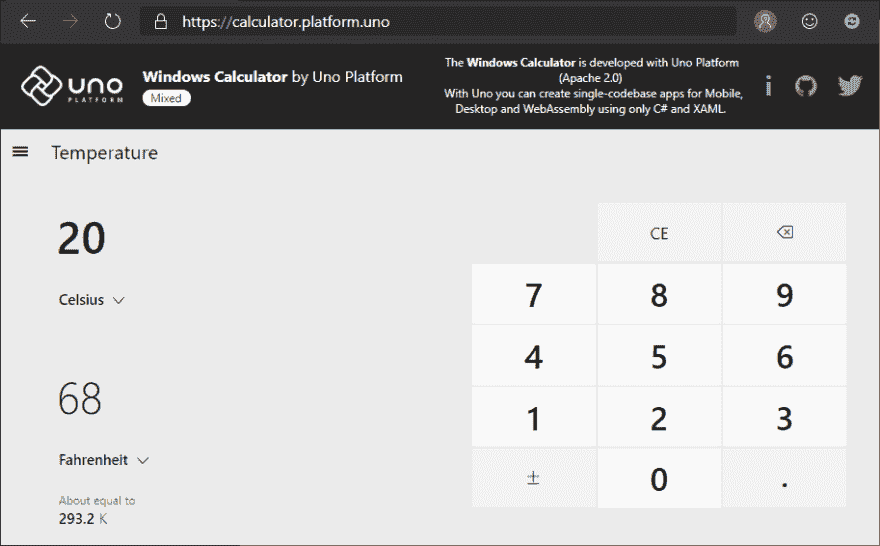 https://calculator.platform.uno
uno
PLATFORM
Windows Calculator by Uno Platform
Mixed
The Windows Calculator is developed with Uno Platform
(Apache 2.0)
With Uno you can create single-codebase apps for Mobile,
Desktop and WebAssembly using only C# and XAML.
i
Temperature
20
Celsius
68
Fahrenheit
About equal to
293.2 K
CE
7 8 9
4 5 6
1 2 3
± 0 .